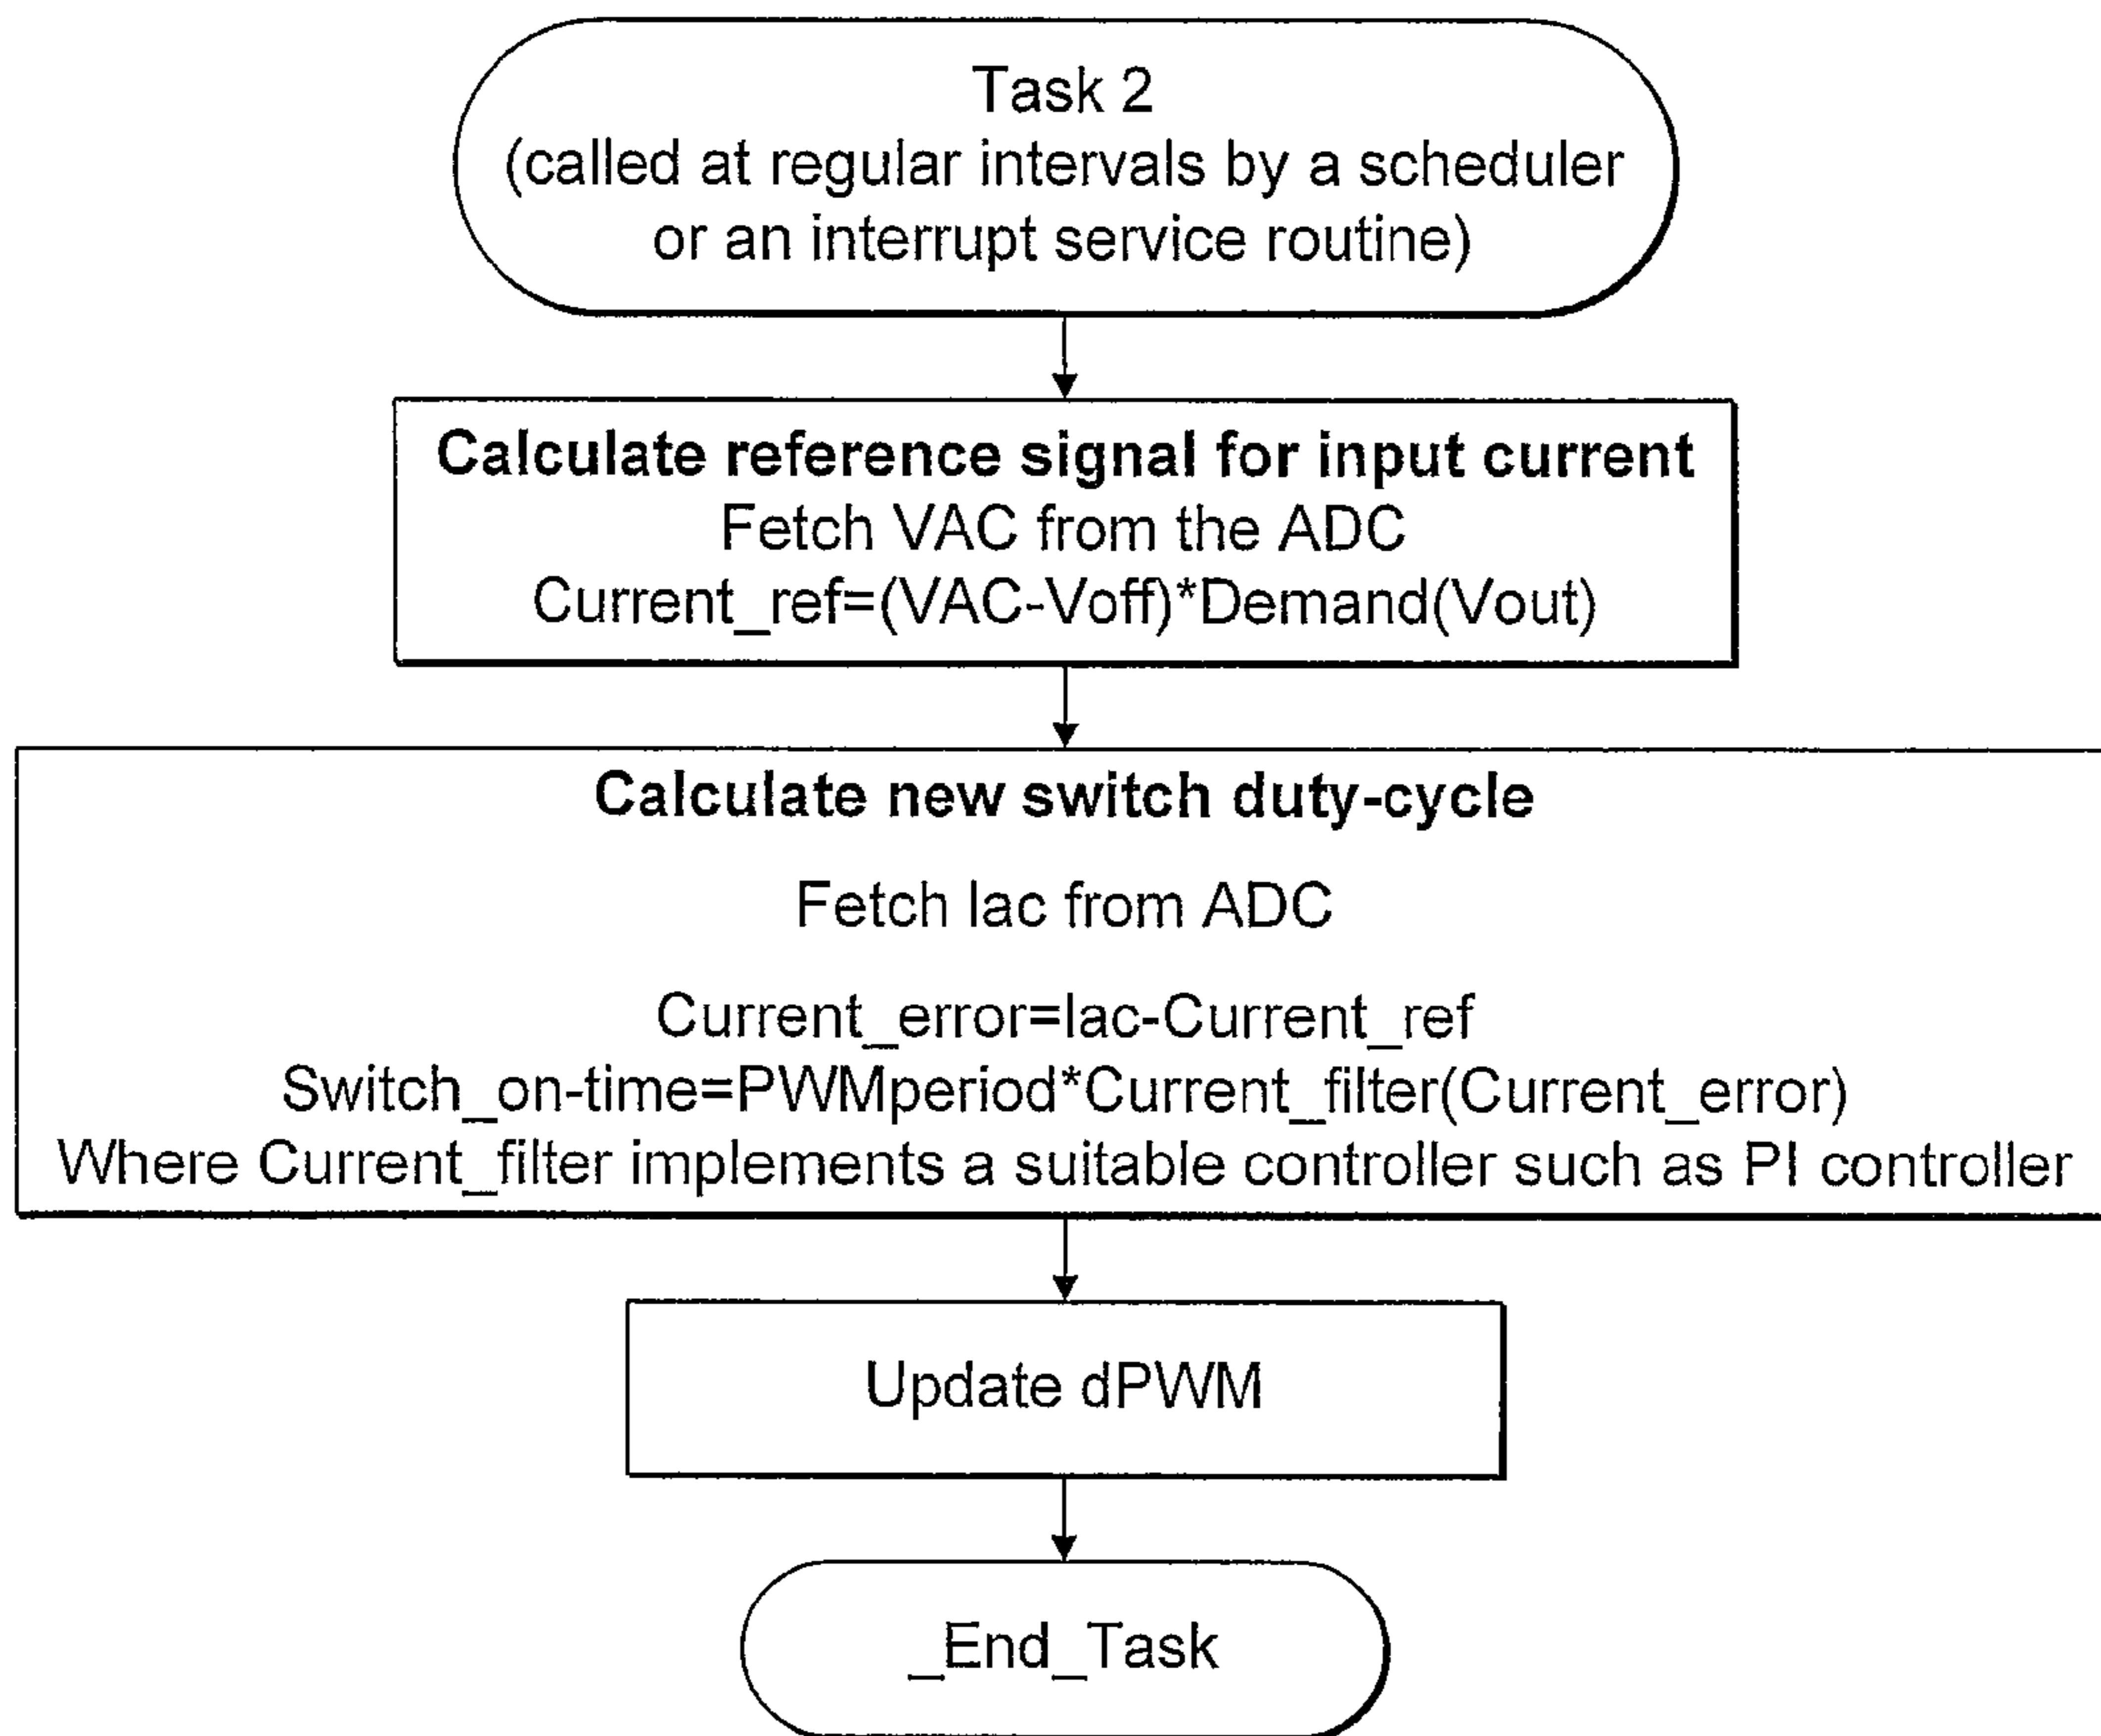 Task 2
(called at regular intervals by a scheduler
or an interrupt service routine)
Calculate reference signal for input current
Fetch VAC from the ADC
Current_ref=(VAC-Voff)*Demand(Vout)
Calculate new switch duty-cycle
Fetch Iac from ADC
Current_error=Iac-Current_ref
Switch_on-time=PWMperiod*Current_filter(Current_error)
Where Current_filter implements a suitable controller such as PI controller
Update dPWM
_End_Task